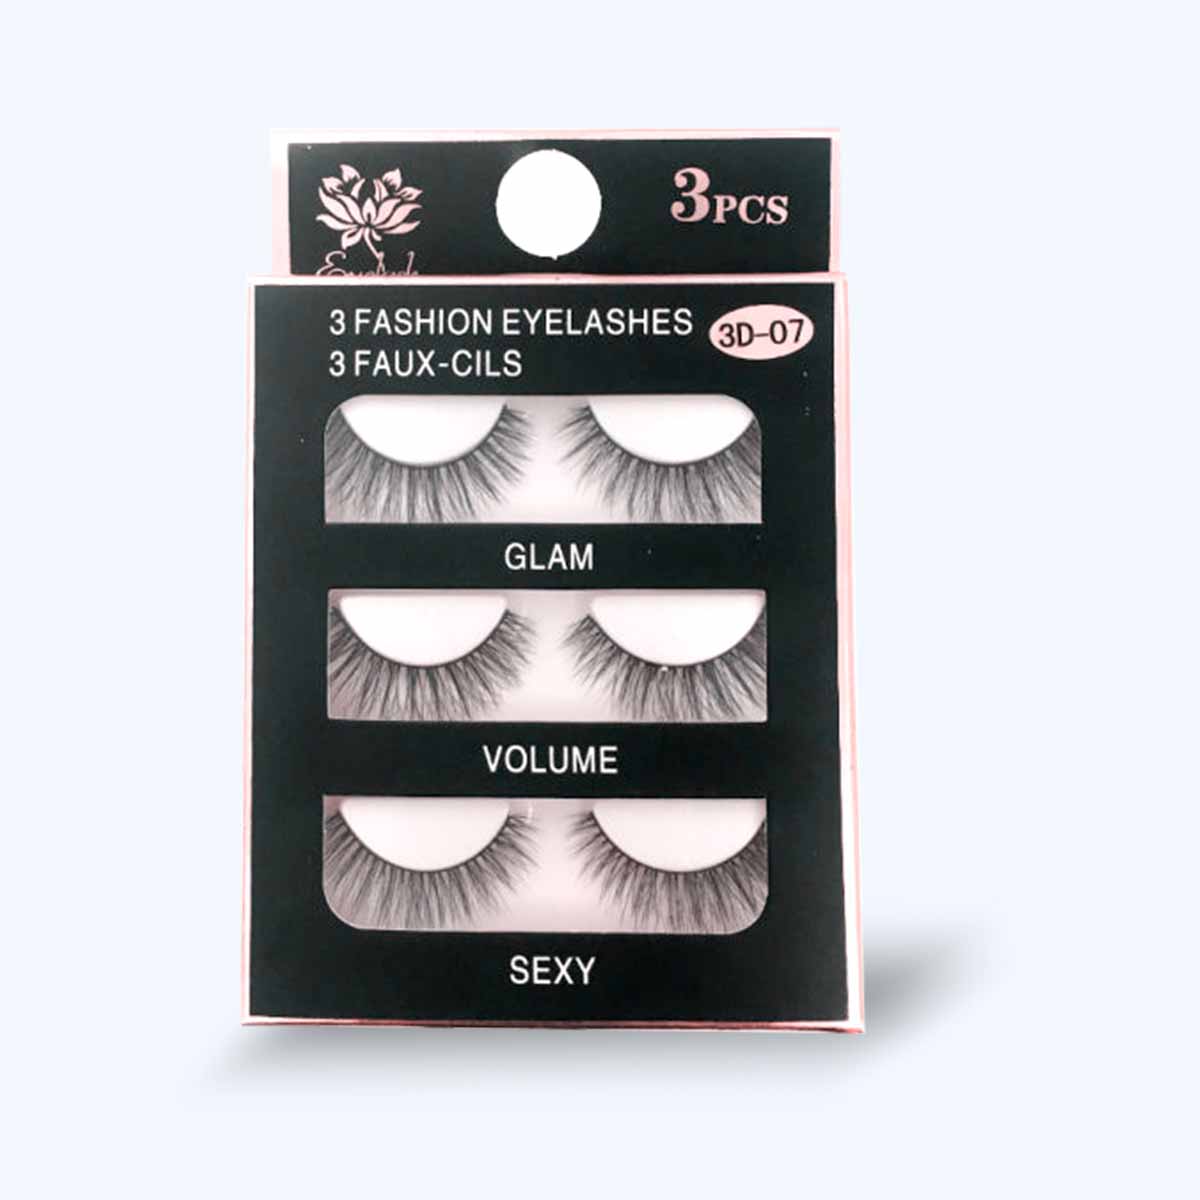 3PCS
3 FASHION EYELASHES
3D-07
3 FAUX-CILS
GLAM
VOLUME
SEXY